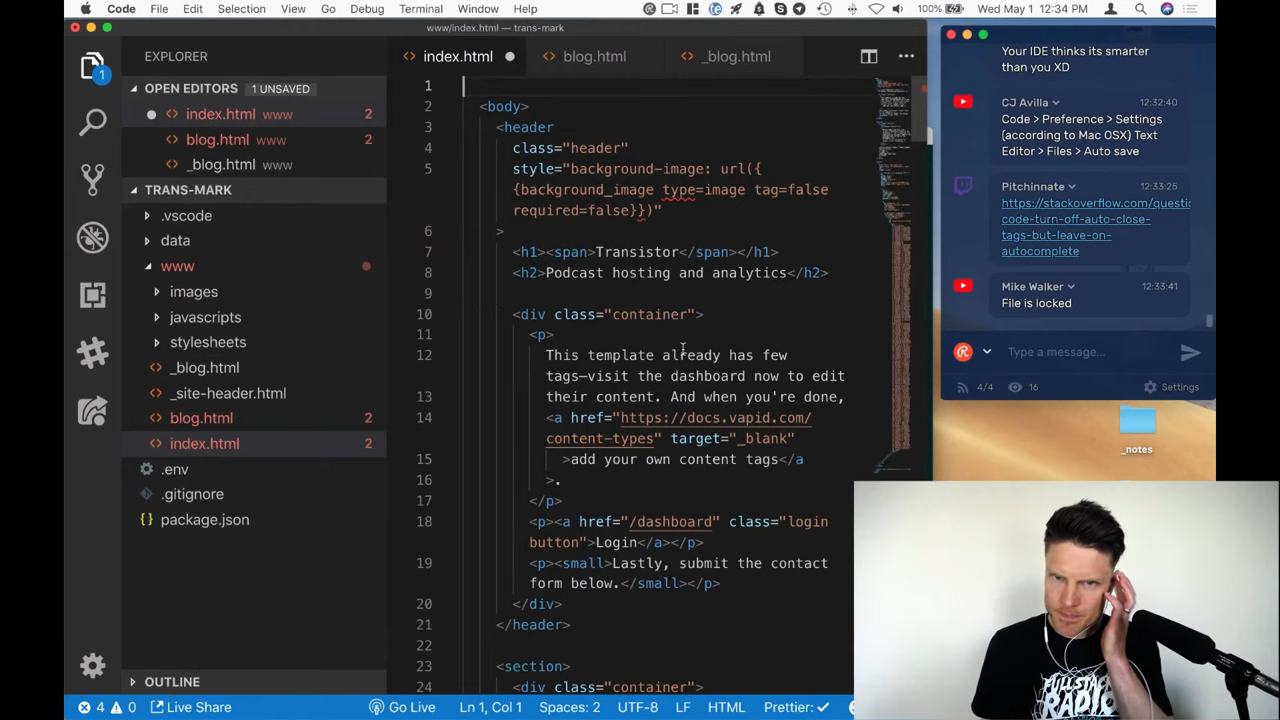 Code File Edit Selection View Go Debug Terminal Window Help
100% Wed May 1 12:34 PM
www/index.html — trans-mark
EXPLORER
OPEN EDITORS 1 UNSAVED
index.html www 2
blog.html www 2
_blog.html www
TRANS-MARK
.vscode
data
www
images
javascripts
stylesheets
_blog.html
_site-header.html
blog.html 2
index.html 2
.env
.gitignore
package.json
OUTLINE
1
index.html
blog.html
_blog.html
1
2 <body>
3 <header
4 class="header"
5 style="background-image: url({
{background_image type=image tag=false
required=false}})"
6 >
7 <h1><span>Transistor</span></h1>
8 <h2>Podcast hosting and analytics</h2>
9
10 <div class="container">
11 <p>
12 This template already has few
tags—visit the dashboard now to edit
13 their content. And when you're done,
14 <a href="https://docs.vapid.com/
content-types" target="_blank"
15 >add your own content tags</a
16 >.
17 </p>
18 <p><a href="/dashboard" class="login
button">Login</a></p>
19 <p><small>Lastly, submit the contact
form below.</small></p>
20 </div>
21 </header>
22
23 <section>
24 <div class="container">
4 0 Live Share
Go Live Ln 1, Col 1 Spaces: 2 UTF-8 LF HTML Prettier: ✓
Your IDE thinks its smarter
than you XD
CJ Avilla 12:32:40
Code > Preference > Settings
(according to Mac OSX) Text
Editor > Files > Auto save
Pitchinnate 12:33:25
https://stackoverflow.com/questic
code-turn-off-auto-close-
tags-but-leave-on-
autocomplete
Mike Walker 12:33:41
File is locked
Type a message...
4/4 16 Settings
_notes
FULLSTACK
RADIO